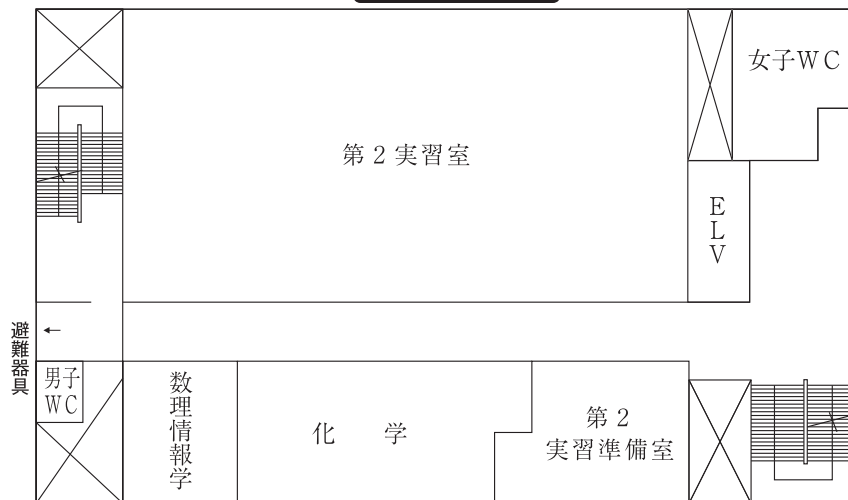 女子WC
第2実習室
ELV
避難器具
男子
WC
数理情報学
化 学
第2
実習準備室